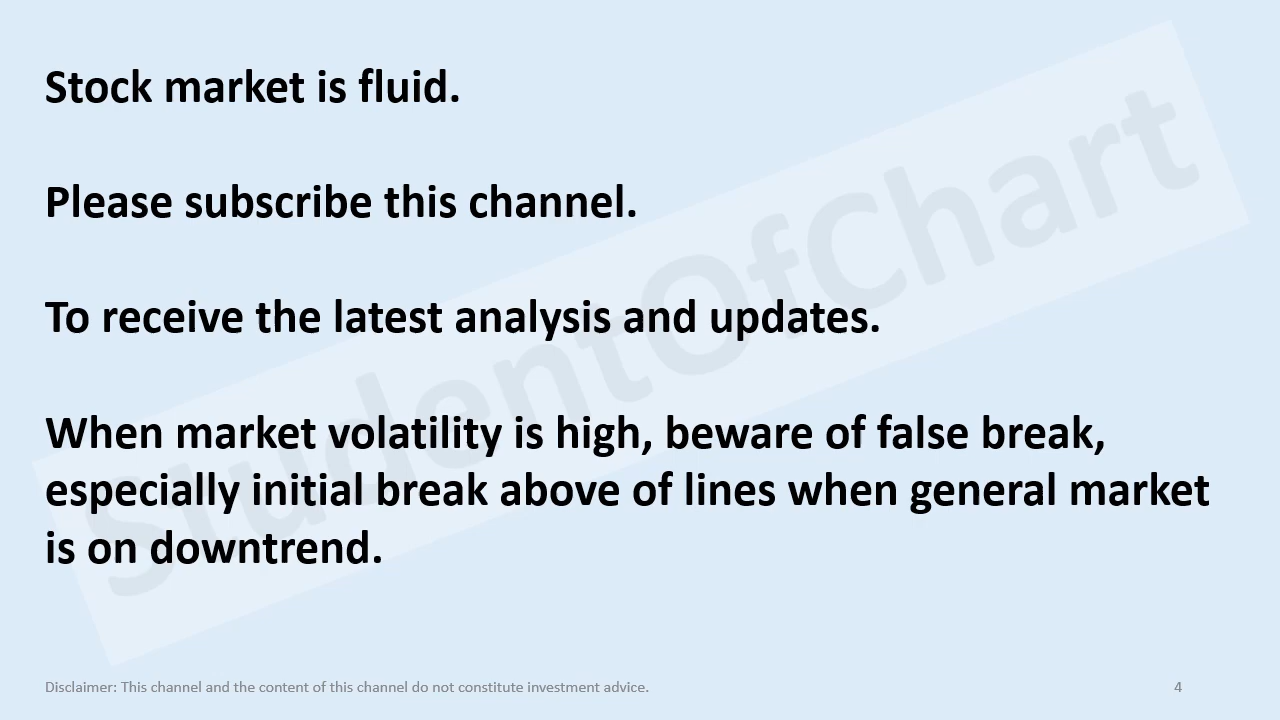 Stock market is fluid.
Please subscribe this channel.
To receive the latest analysis and updates.
When market volatility is high, beware of false break,
especially initial break above of lines when general market
is on downtrend.
StudentOfChart
Disclaimer: This channel and the content of this channel do not constitute investment advice.
4